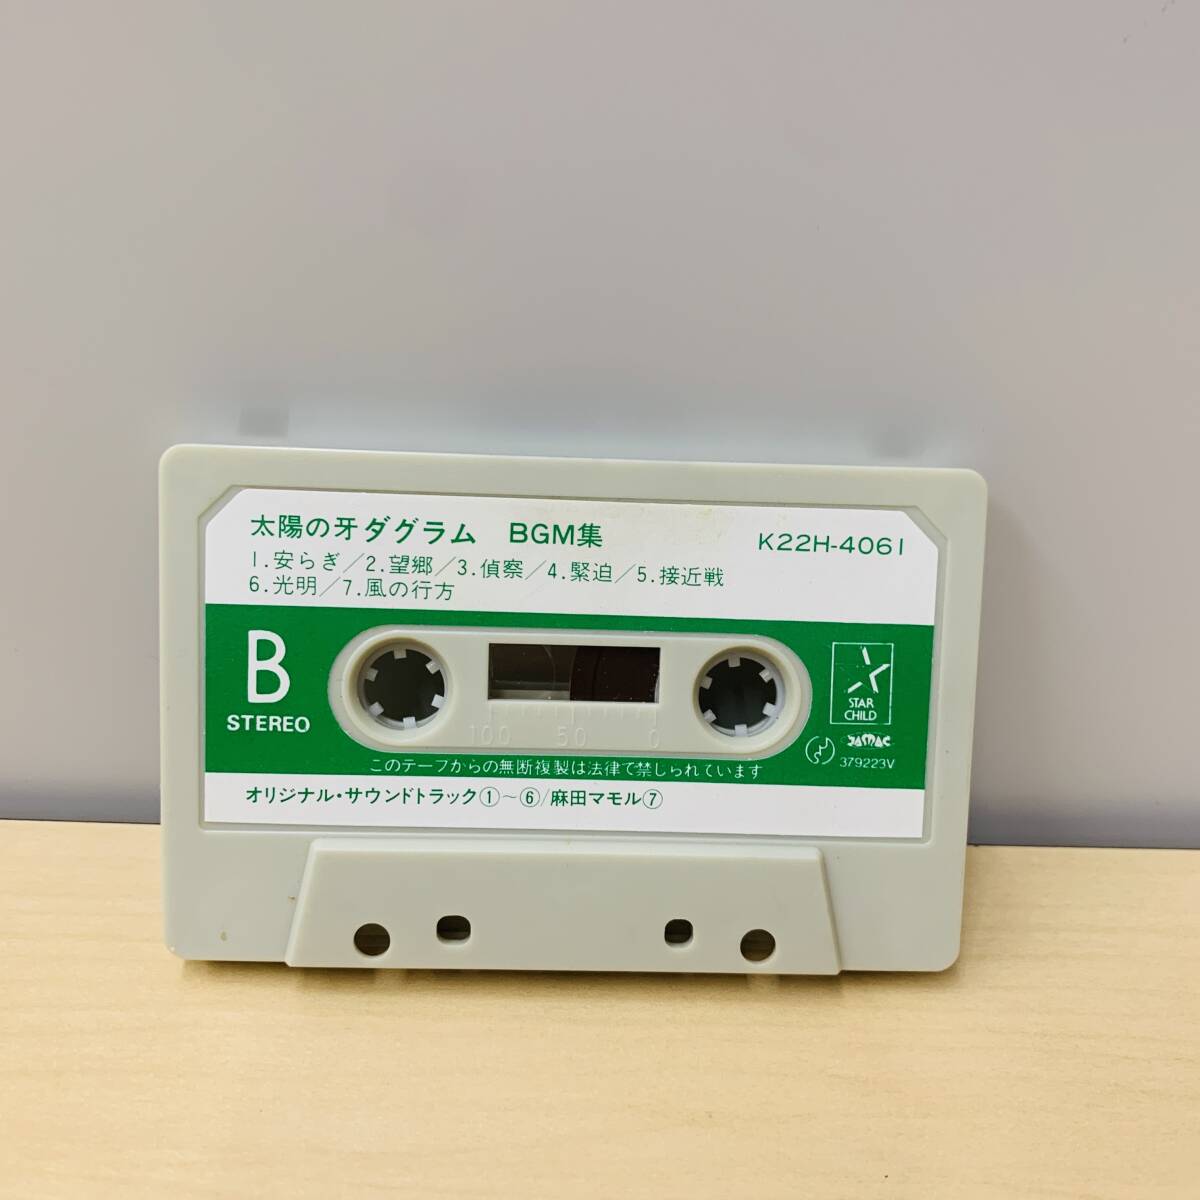 太陽の牙ダグラム BGM集 K22H-4061
1.安らぎ/2.望郷/3.偵察/4.緊迫/5.接近戦
6.光明/7.風の行方
B
STEREO
100 50 0
STAR
CHILD
JASRAC
379223V
このテープからの無断複製は法律で禁じられています
オリジナル・サウンドトラック①~⑥/麻田マモル⑦